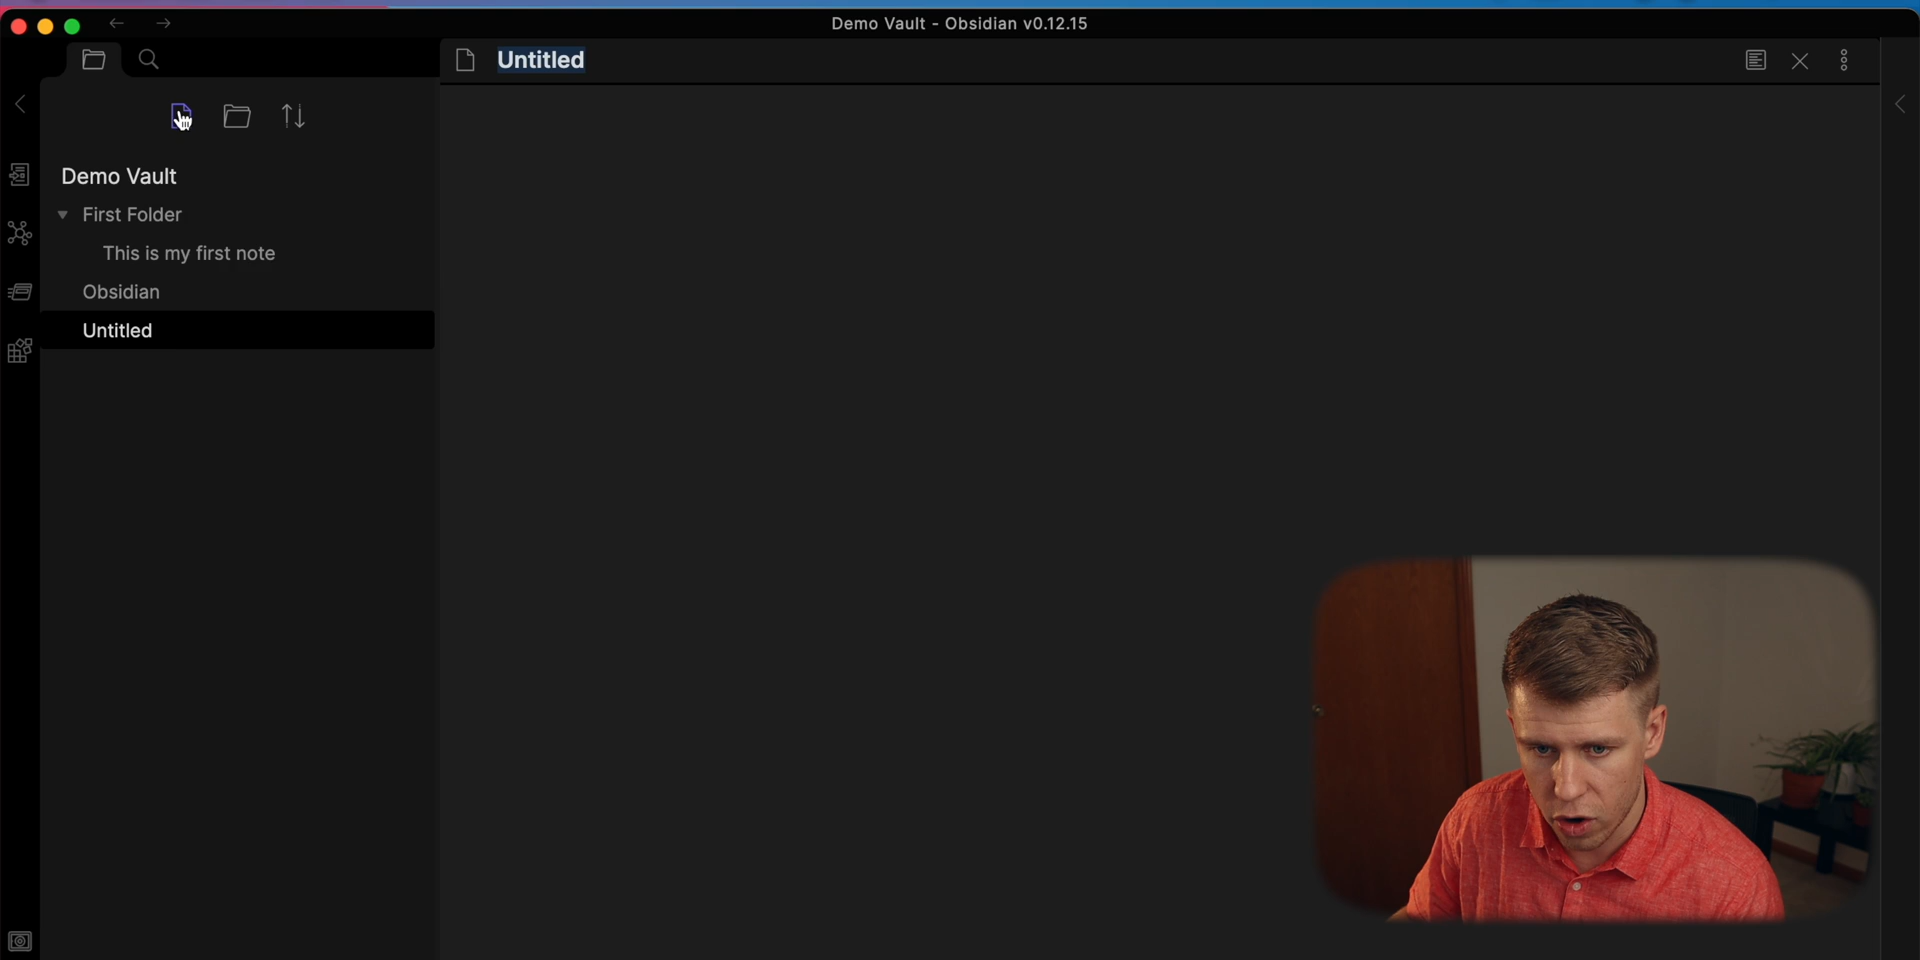 Demo Vault - Obsidian v0.12.15
Untitled
Demo Vault
First Folder
This is my first note
Obsidian
Untitled